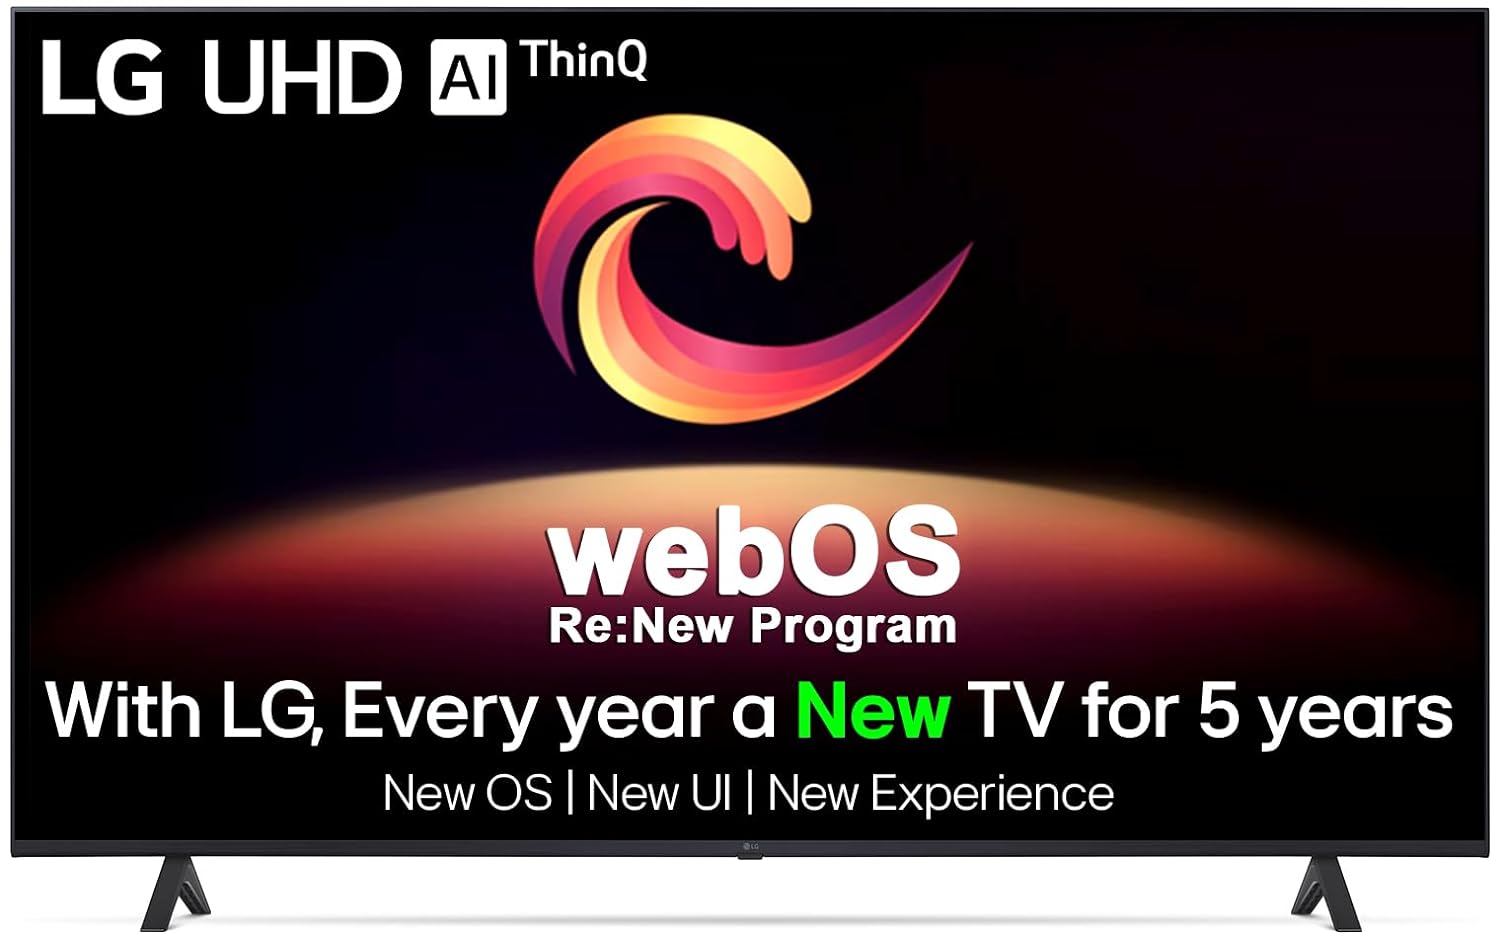 LG UHD AI ThinQ
webOS
Re:New Program
With LG, Every year a New TV for 5 years
New OS | New UI | New Experience
LG